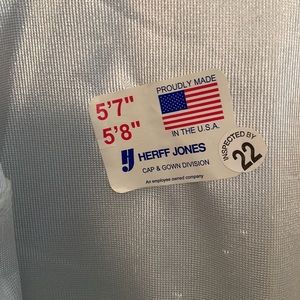 5'7"
5'8"
PROUDLY MADE
IN THE U.S.A.
HERFF JONES
CAP & GOWN DIVISION
An employee owned company
INSPECTED BY
22